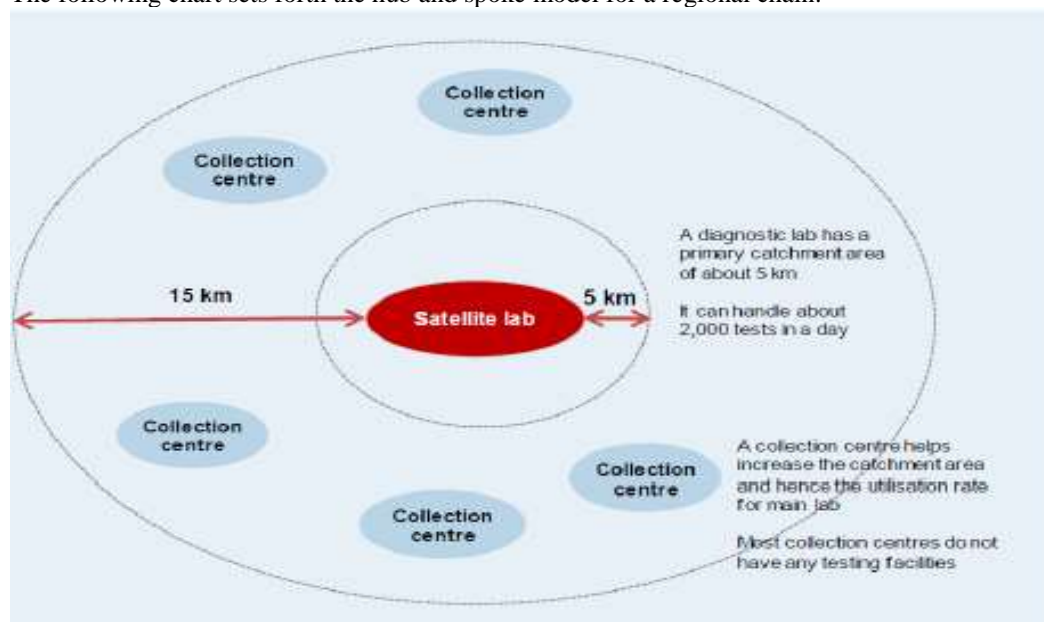 The following chart sets forth the hub and spoke model for a regional chain:
Collection
centre
Collection
centre
A diagnostic lab has a
primary catchment area
of about 5 km
15 km
5 km
Satellite lab
It can handle about
2,000 tests in a day
Collection
centre
A collection centre helps
increase the catchment area
and hence the utilisation rate
for main lab
Collection
centre
Collection
centre
Most collection centres do not
have any testing facilities